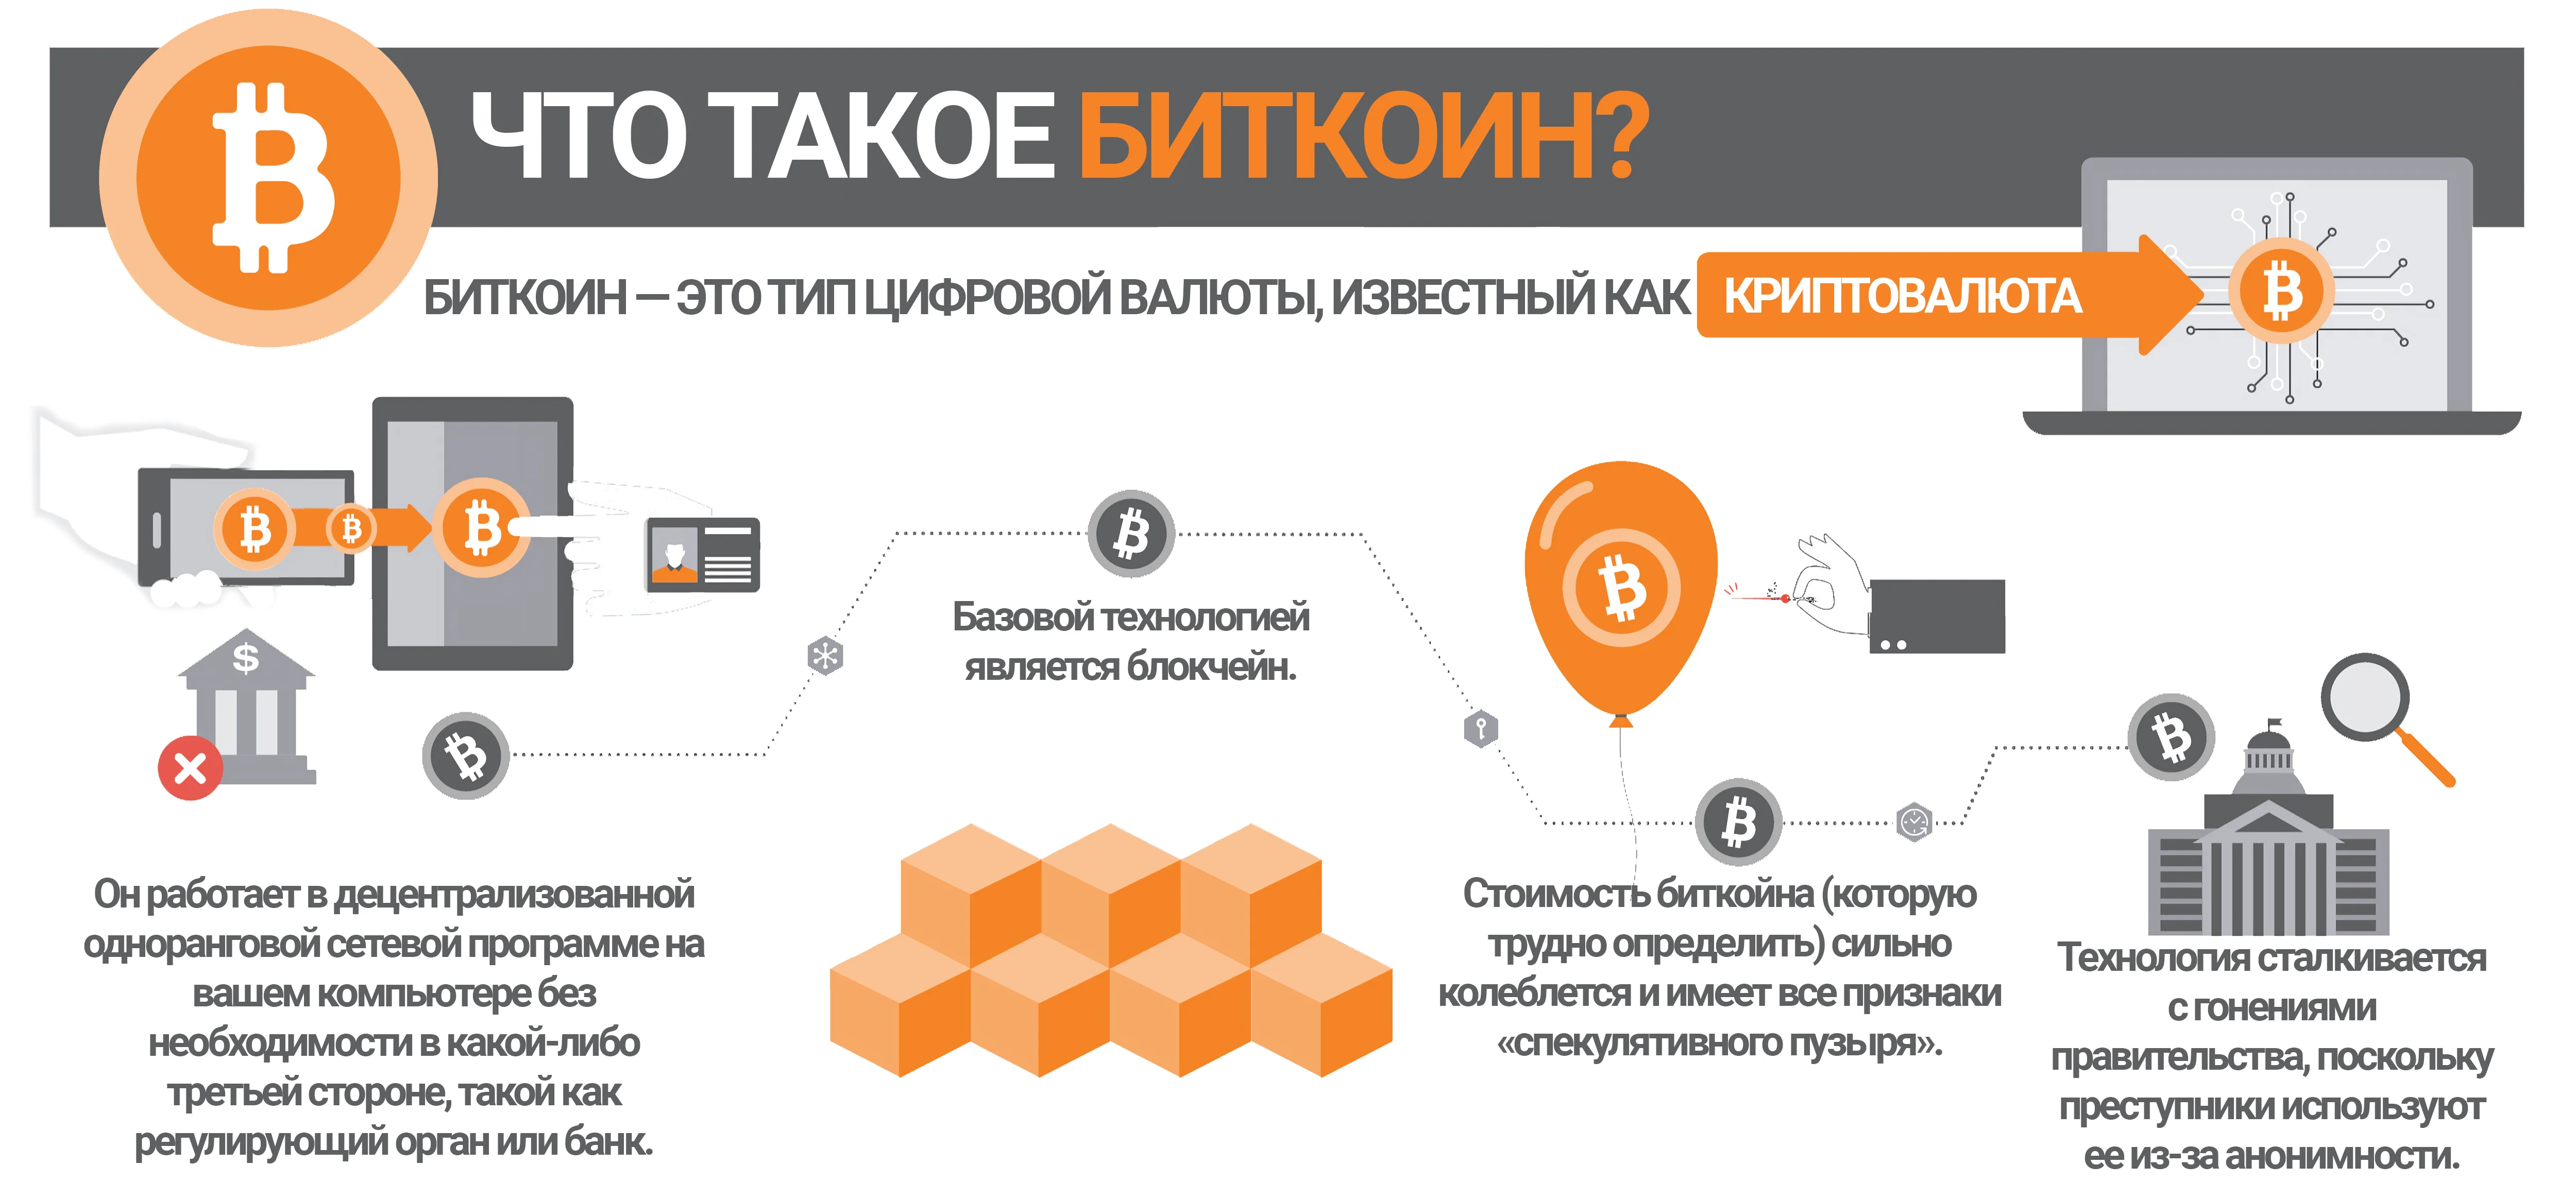 ЧТО ТАКОЕ БИТКОИН?
БИТКОИН — ЭТО ТИП ЦИФРОВОЙ ВАЛЮТЫ, ИЗВЕСТНЫЙ КАК КРИПТОВАЛЮТА
$
Он работает в децентрализованной
одноранговой сетевой программе на
вашем компьютере без
необходимости в какой-либо
третьей стороне, такой как
регулирующий орган или банк.
Базовой технологией
является блокчейн.
Стоимость биткойна (которую
трудно определить) сильно
колеблется и имеет все признаки
«спекулятивного пузыря».
Технология сталкивается
с гонениями
правительства, поскольку
преступники используют
ее из-за анонимности.